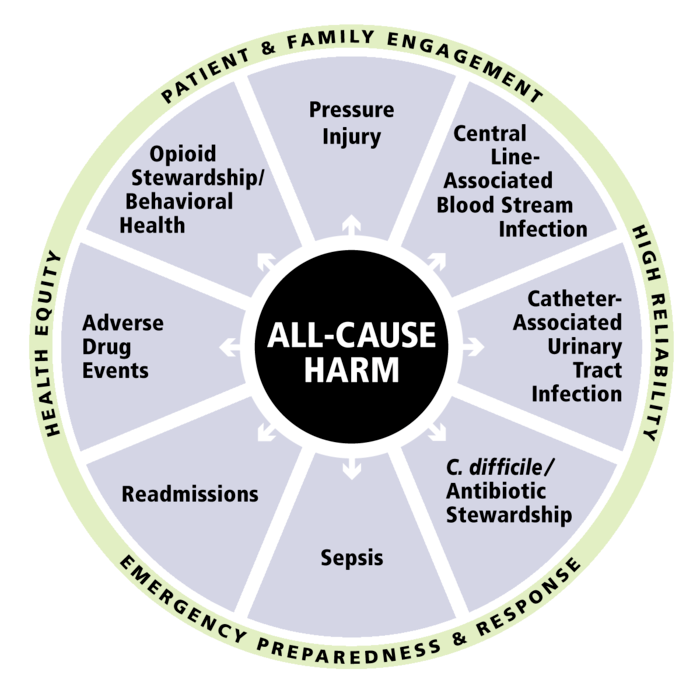 PATIENT & FAMILY ENGAGEMENT
Pressure
Injury
Central
Line-
Associated
Blood Stream
Infection
HIGH RELIABILITY
Catheter-
Associated
Urinary
Tract
Infection
C. difficile/
Antibiotic
Stewardship
Sepsis
EMERGENCY PREPAREDNESS & RESPONSE
Readmissions
Adverse
Drug
Events
HEALTH EQUITY
Opioid
Stewardship/
Behavioral
Health
ALL-CAUSE
HARM